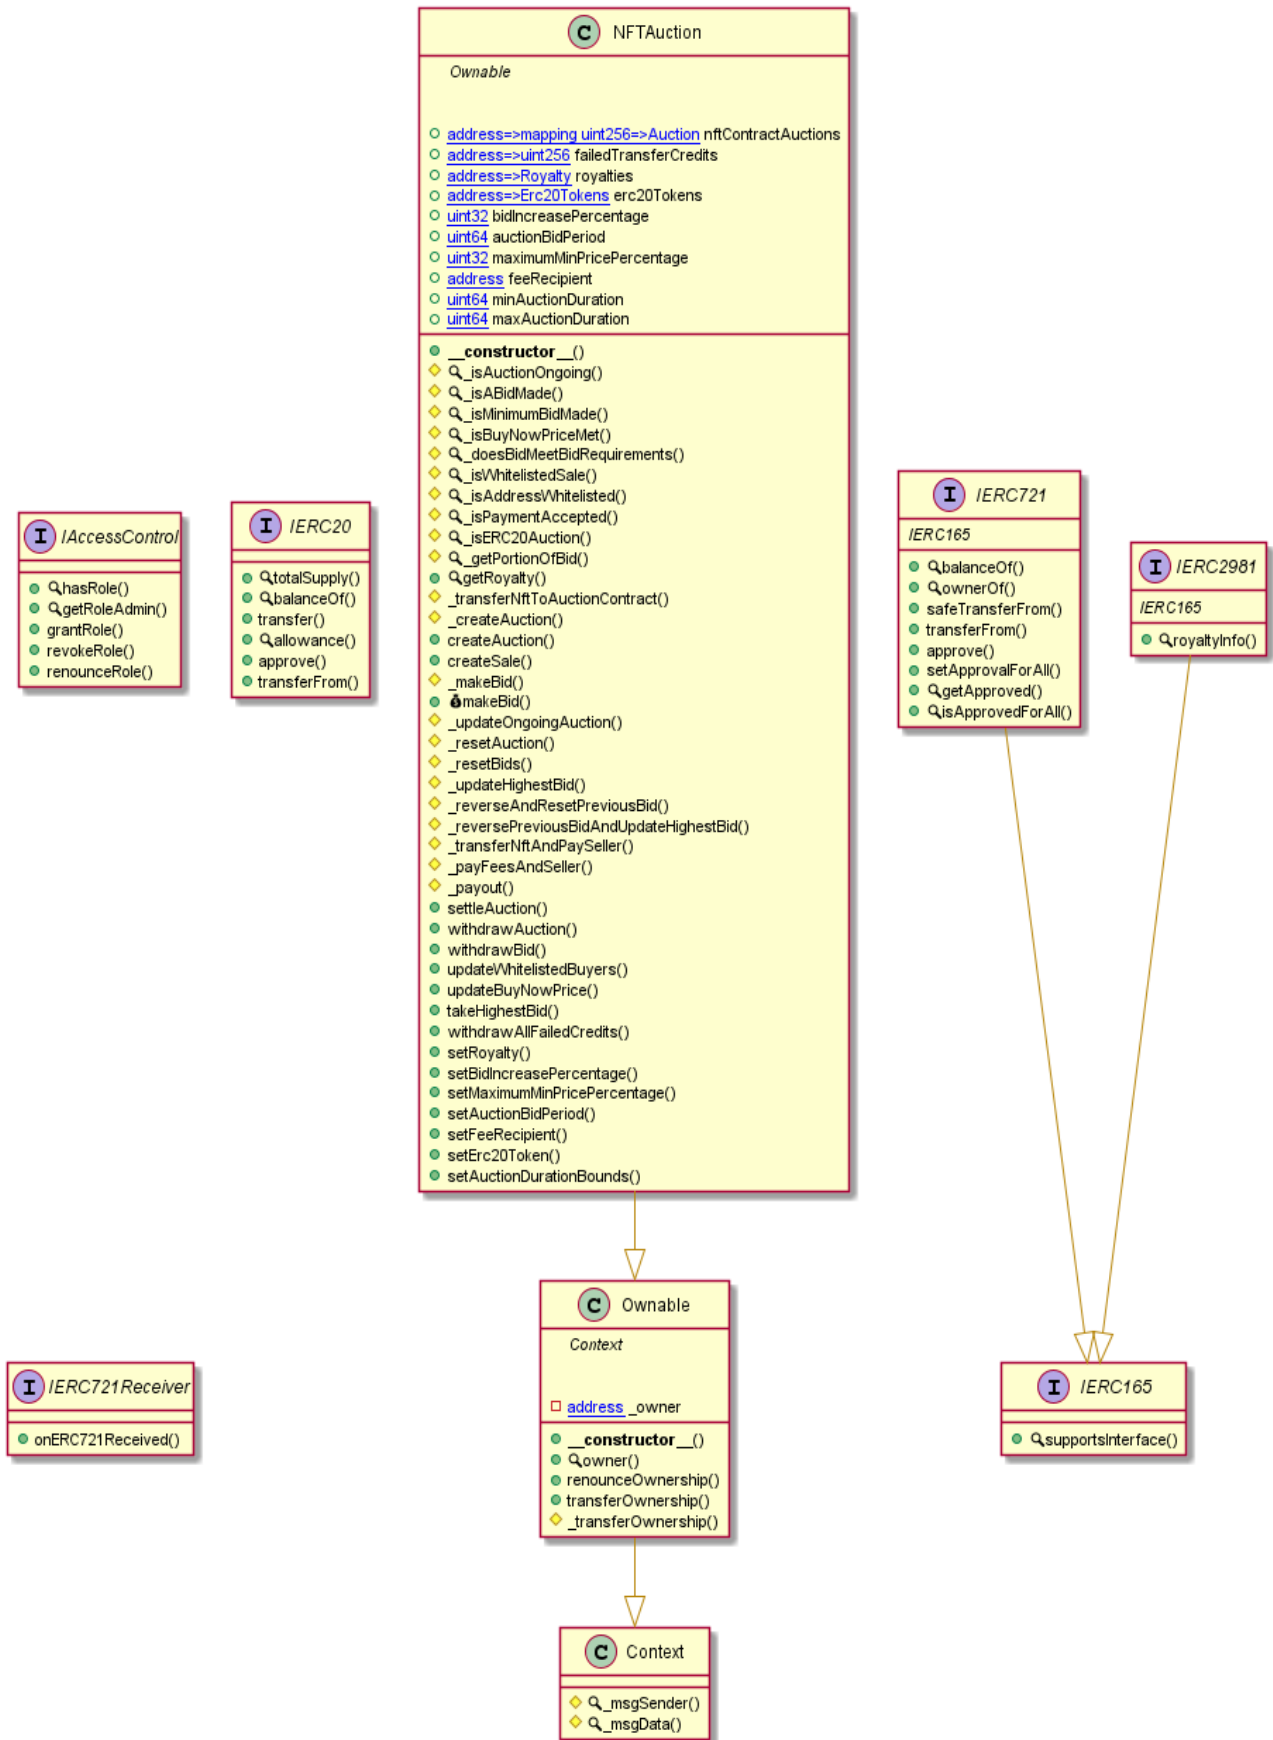 C NFTAuction
Ownable
address=>mapping uint256=>Auction nftContractAuctions
address=>uint256 failedTransferCredits
address=>Royalty royalties
address=>Erc20Tokens erc20Tokens
uint32 bidIncreasePercentage
uint64 auctionBidPeriod
uint32 maximumMinPricePercentage
address feeRecipient
uint64 minAuctionDuration
uint64 maxAuctionDuration
__constructor__()
_isAuctionOngoing()
_isABidMade()
_isMinimumBidMade()
_isBuyNowPriceMet()
_doesBidMeetBidRequirements()
_isWhitelistedSale()
_isAddressWhitelisted()
_isPaymentAccepted()
_isERC20Auction()
_getPortionOfBid()
getRoyalty()
_transferNftToAuctionContract()
_createAuction()
createAuction()
createSale()
_makeBid()
makeBid()
_updateOngoingAuction()
_resetAuction()
_resetBids()
_updateHighestBid()
_reverseAndResetPreviousBid()
_reversePreviousBidAndUpdateHighestBid()
_transferNftAndPaySeller()
_payFeesAndSeller()
_payout()
settleAuction()
withdrawAuction()
withdrawBid()
updateWhitelistedBuyers()
updateBuyNowPrice()
takeHighestBid()
withdrawAllFailedCredits()
setRoyalty()
setBidIncreasePercentage()
setMaximumMinPricePercentage()
setAuctionBidPeriod()
setFeeRecipient()
setErc20Token()
setAuctionDurationBounds()
I IAccessControl
hasRole()
getRoleAdmin()
grantRole()
revokeRole()
renounceRole()
I IERC20
totalSupply()
balanceOf()
transfer()
allowance()
approve()
transferFrom()
I IERC721
IERC165
balanceOf()
ownerOf()
safeTransferFrom()
transferFrom()
approve()
setApprovalForAll()
getApproved()
isApprovedForAll()
I IERC2981
IERC165
royaltyInfo()
C Ownable
Context
address _owner
__constructor__()
owner()
renounceOwnership()
transferOwnership()
_transferOwnership()
I IERC721Receiver
onERC721Received()
I IERC165
supportsInterface()
C Context
_msgSender()
_msgData()